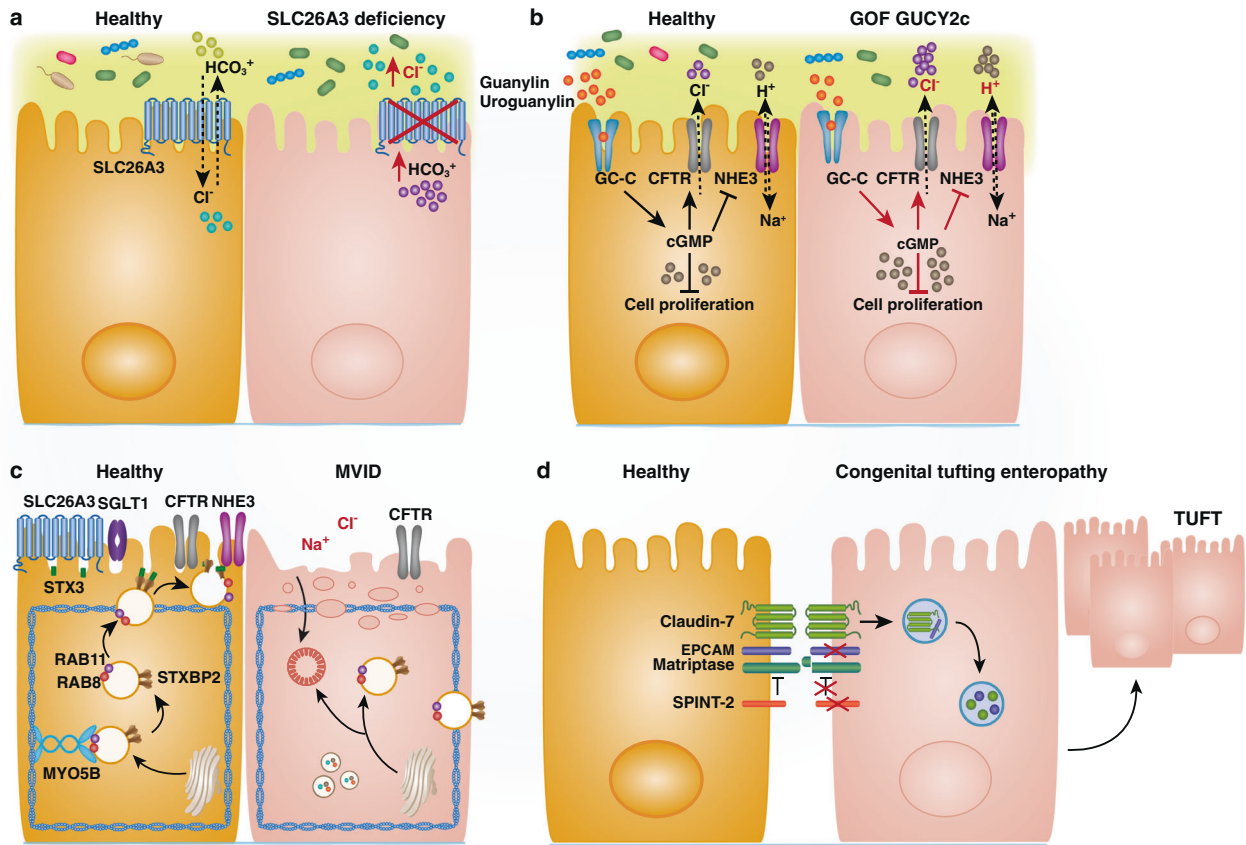 a
Healthy
SLC26A3 deficiency
HCO₃⁺
Cl⁻
SLC26A3
HCO₃⁺
Cl⁻
b
Healthy
GOF GUCY2c
Guanylin
Uroguanylin
Cl⁻
H⁺
Cl⁻
H⁺
GC-C
CFTR
NHE3
GC-C
CFTR
NHE3
Na⁺
Na⁺
cGMP
cGMP
Cell proliferation
Cell proliferation
c
Healthy
MVID
SLC26A3
SGLT1
CFTR
NHE3
Cl⁻
CFTR
Na⁺
STX3
RAB11
RAB8
STXBP2
MYO5B
d
Healthy
Congenital tufting enteropathy
TUFT
Claudin-7
EPCAM
Matriptase
SPINT-2